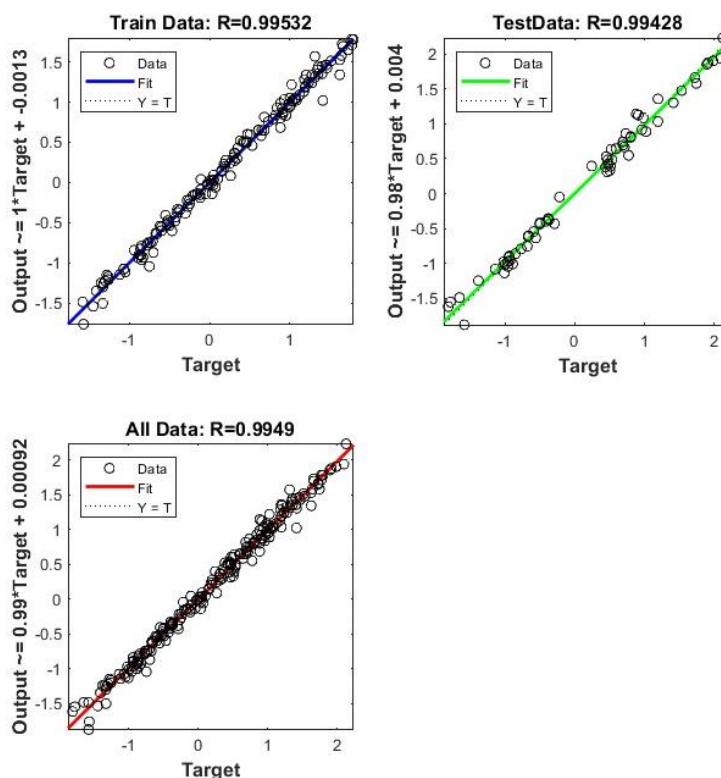 Train Data: R=0.99532
Output ~= 1*Target + -0.0013
1.5
1
0.5
0
-0.5
-1
-1.5
Data
Fit
Y = T
-1
0
1
Target
TestData: R=0.99428
Output ~= 0.98*Target + 0.004
2
1.5
1
0.5
0
-0.5
-1
-1.5
Data
Fit
Y = T
-1
0
1
2
Target
All Data: R=0.9949
Output ~= 0.99*Target + 0.00092
2
1.5
1
0.5
0
-0.5
-1
-1.5
Data
Fit
Y = T
-1
0
1
2
Target